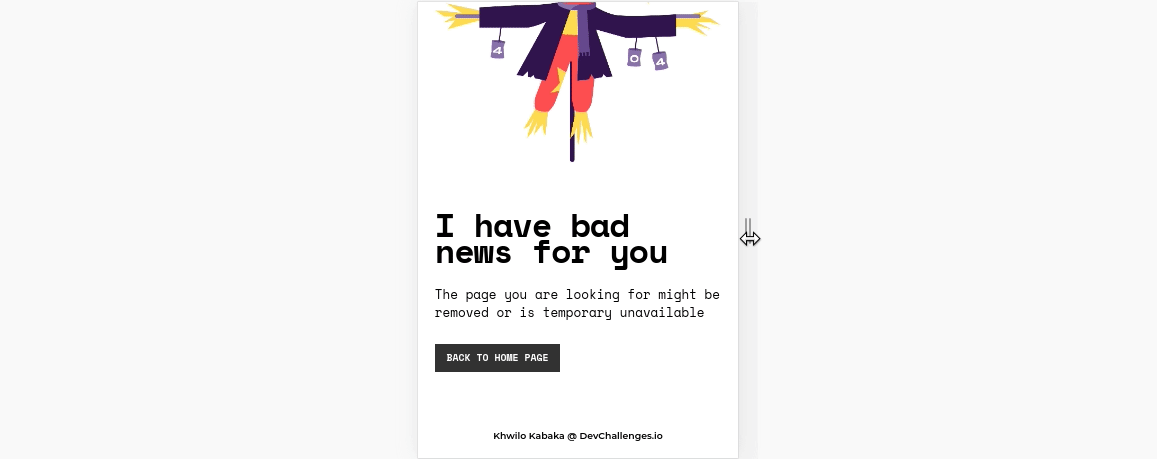 4
0
4
I have bad
news for you
The page you are looking for might be
removed or is temporary unavailable
BACK TO HOME PAGE
Khwilo Kabaka @ DevChallenges.io